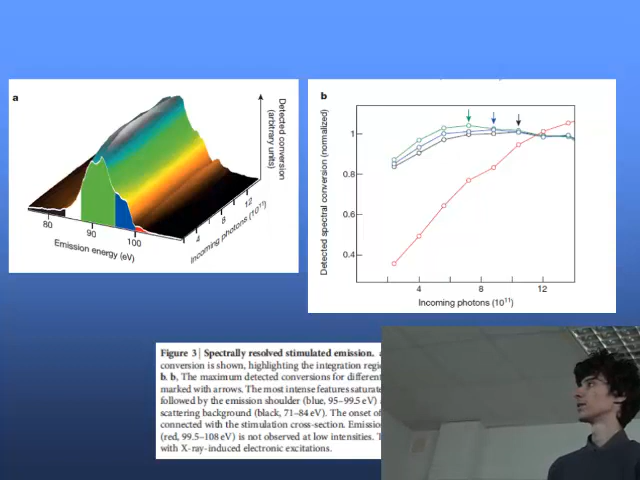 a
Detected conversion
(arbitrary units)
80
90
100
Emission energy (eV)
4
8
12
Incoming photons (10¹¹)
b
Detected spectral conversion (normalized)
1
0.8
0.6
0.4
4
8
12
Incoming photons (10¹¹)
Figure 3 | Spectrally resolved stimulated emission.
conversion is shown, highlighting the integration
b. b, The maximum detected conversions for
marked with arrows. The most intense features
followed by the emission shoulder (blue, 95–99.5 eV)
scattering background (black, 71–84 eV). The onset of
connected with the stimulation cross-section.
(red, 99.5–108 eV) is not observed at low intensities.
with X-ray-induced electronic excitations.